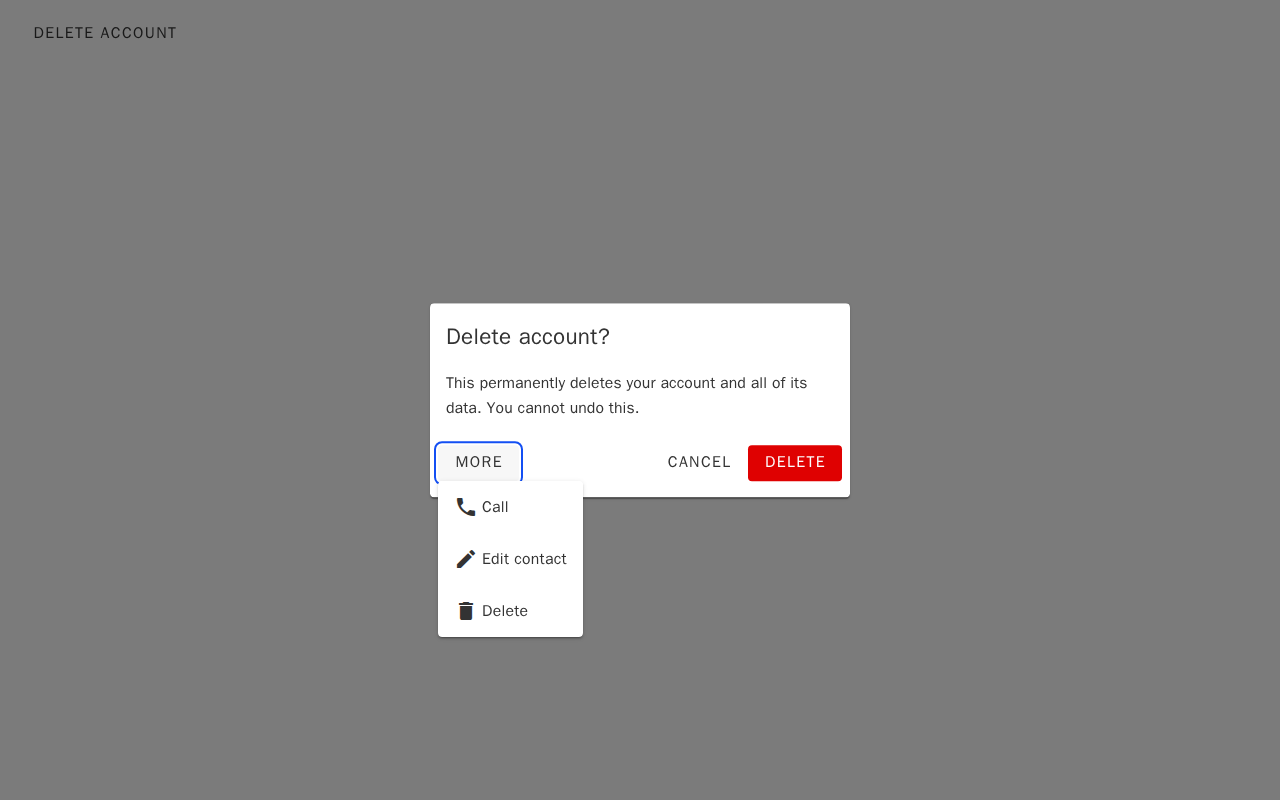 DELETE ACCOUNT
Delete account?
This permanently deletes your account and all of its
data. You cannot undo this.
MORE CANCEL DELETE
Call
Edit contact
Delete